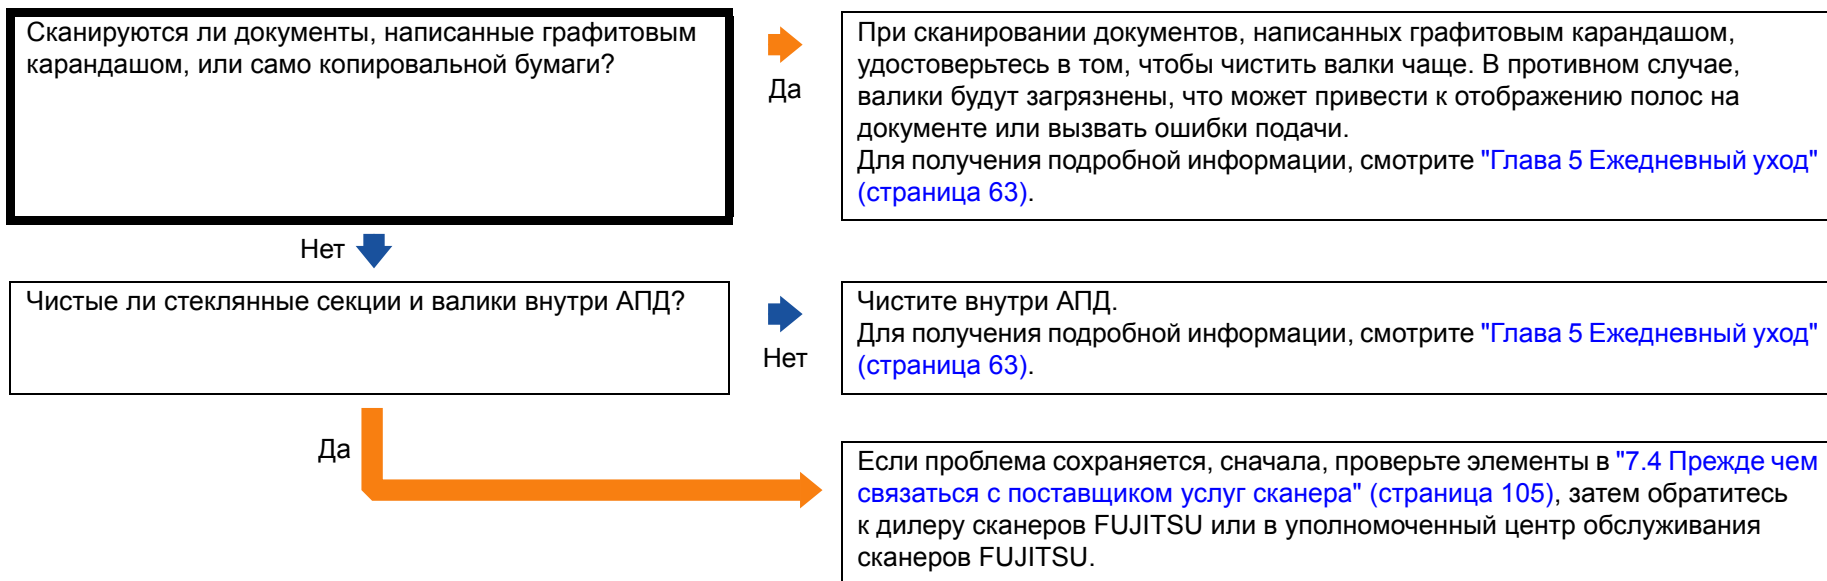 Сканируются ли документы, написанные графитовым
карандашом, или само копировальной бумаги?
Да
При сканировании документов, написанных графитовым карандашом,
удостоверьтесь в том, чтобы чистить валки чаще. В противном случае,
валики будут загрязнены, что может привести к отображению полос на
документе или вызвать ошибки подачи.
Для получения подробной информации, смотрите "Глава 5 Ежедневный уход"
(страница 63).
Нет
Чистые ли стеклянные секции и валики внутри АПД?
Нет
Чистите внутри АПД.
Для получения подробной информации, смотрите "Глава 5 Ежедневный уход"
(страница 63).
Да
Если проблема сохраняется, сначала, проверьте элементы в "7.4 Прежде чем
связаться с поставщиком услуг сканера" (страница 105), затем обратитесь
к дилеру сканеров FUJITSU или в уполномоченный центр обслуживания
сканеров FUJITSU.